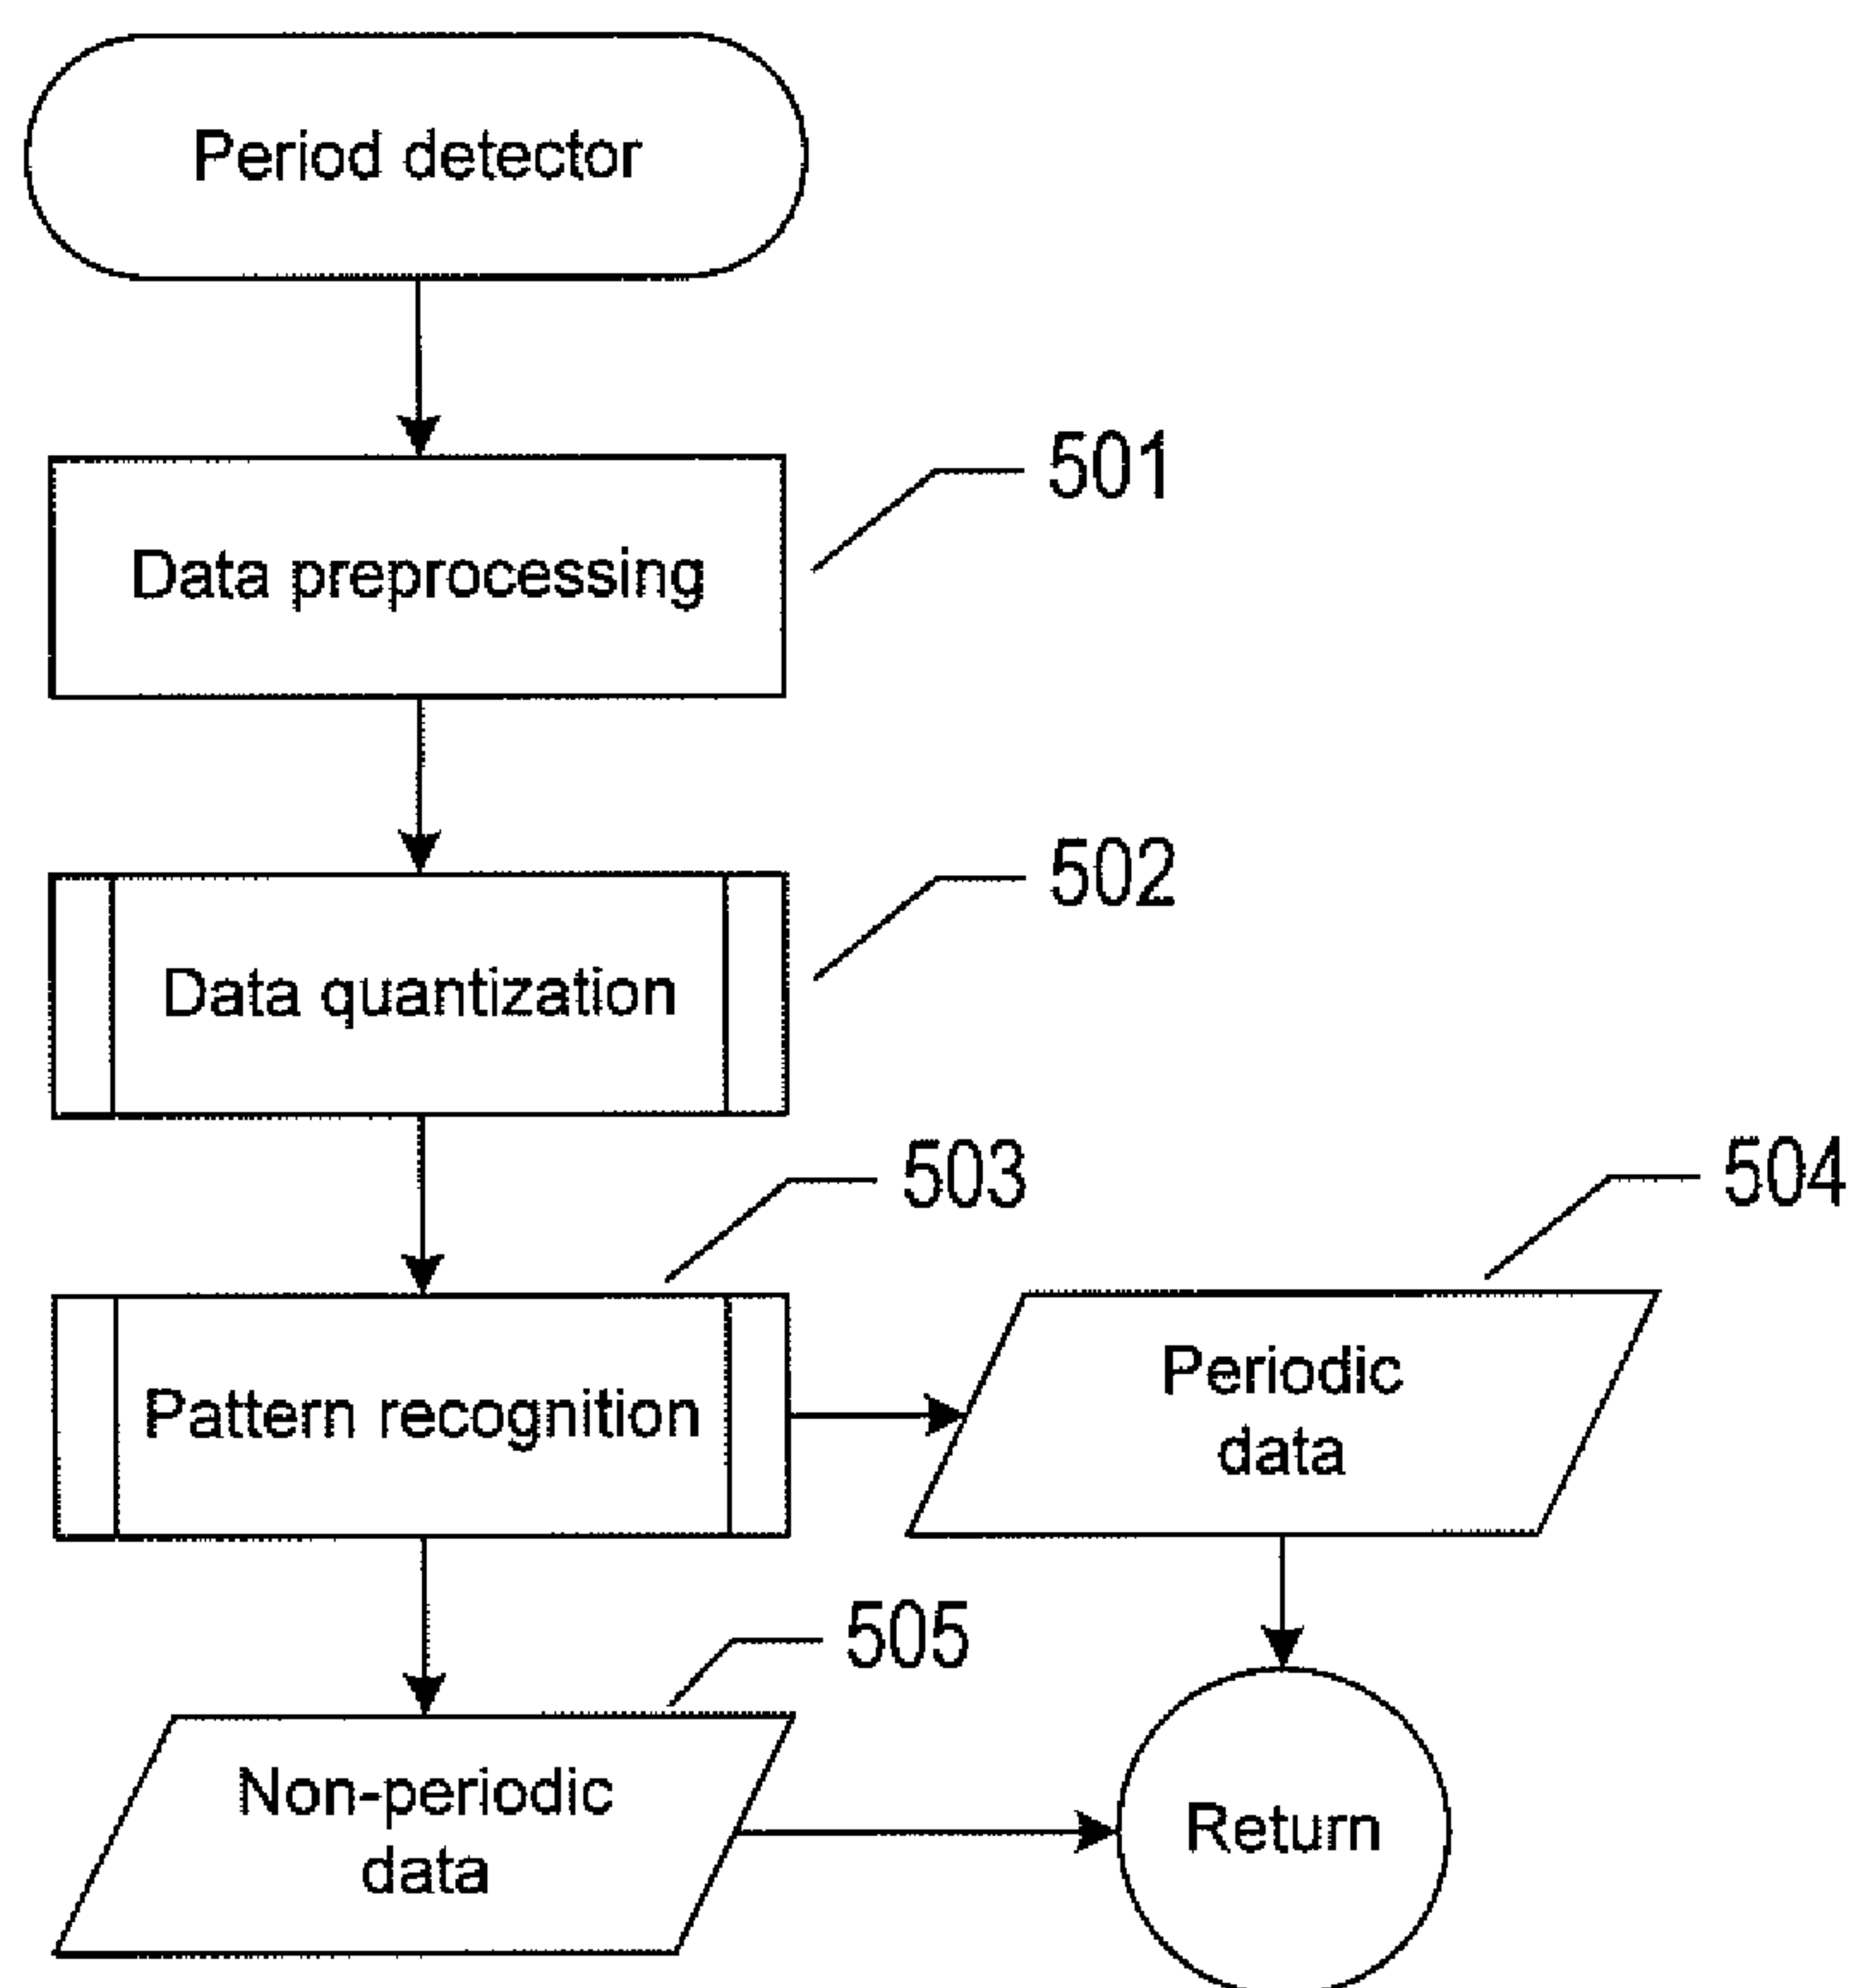 Period detector
501
Data preprocessing
502
Data quantization
503
504
Pattern recognition
Periodic
data
505
Non-periodic
data
Return